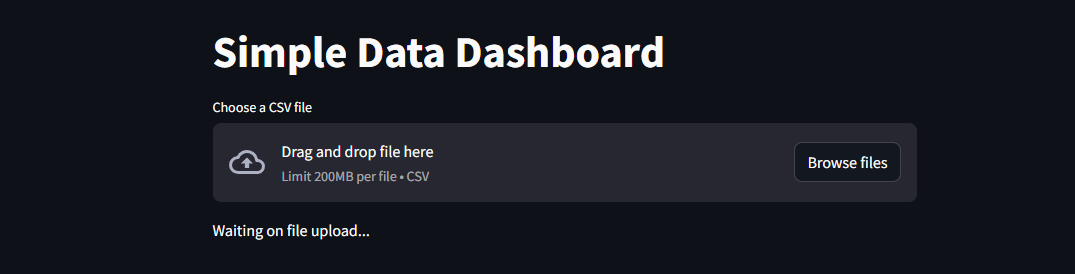 Simple Data Dashboard
Choose a CSV file
Drag and drop file here
Limit 200MB per file • CSV
Browse files
Waiting on file upload...